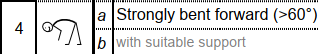 4
a Strongly bent forward (>60°)
b with suitable support